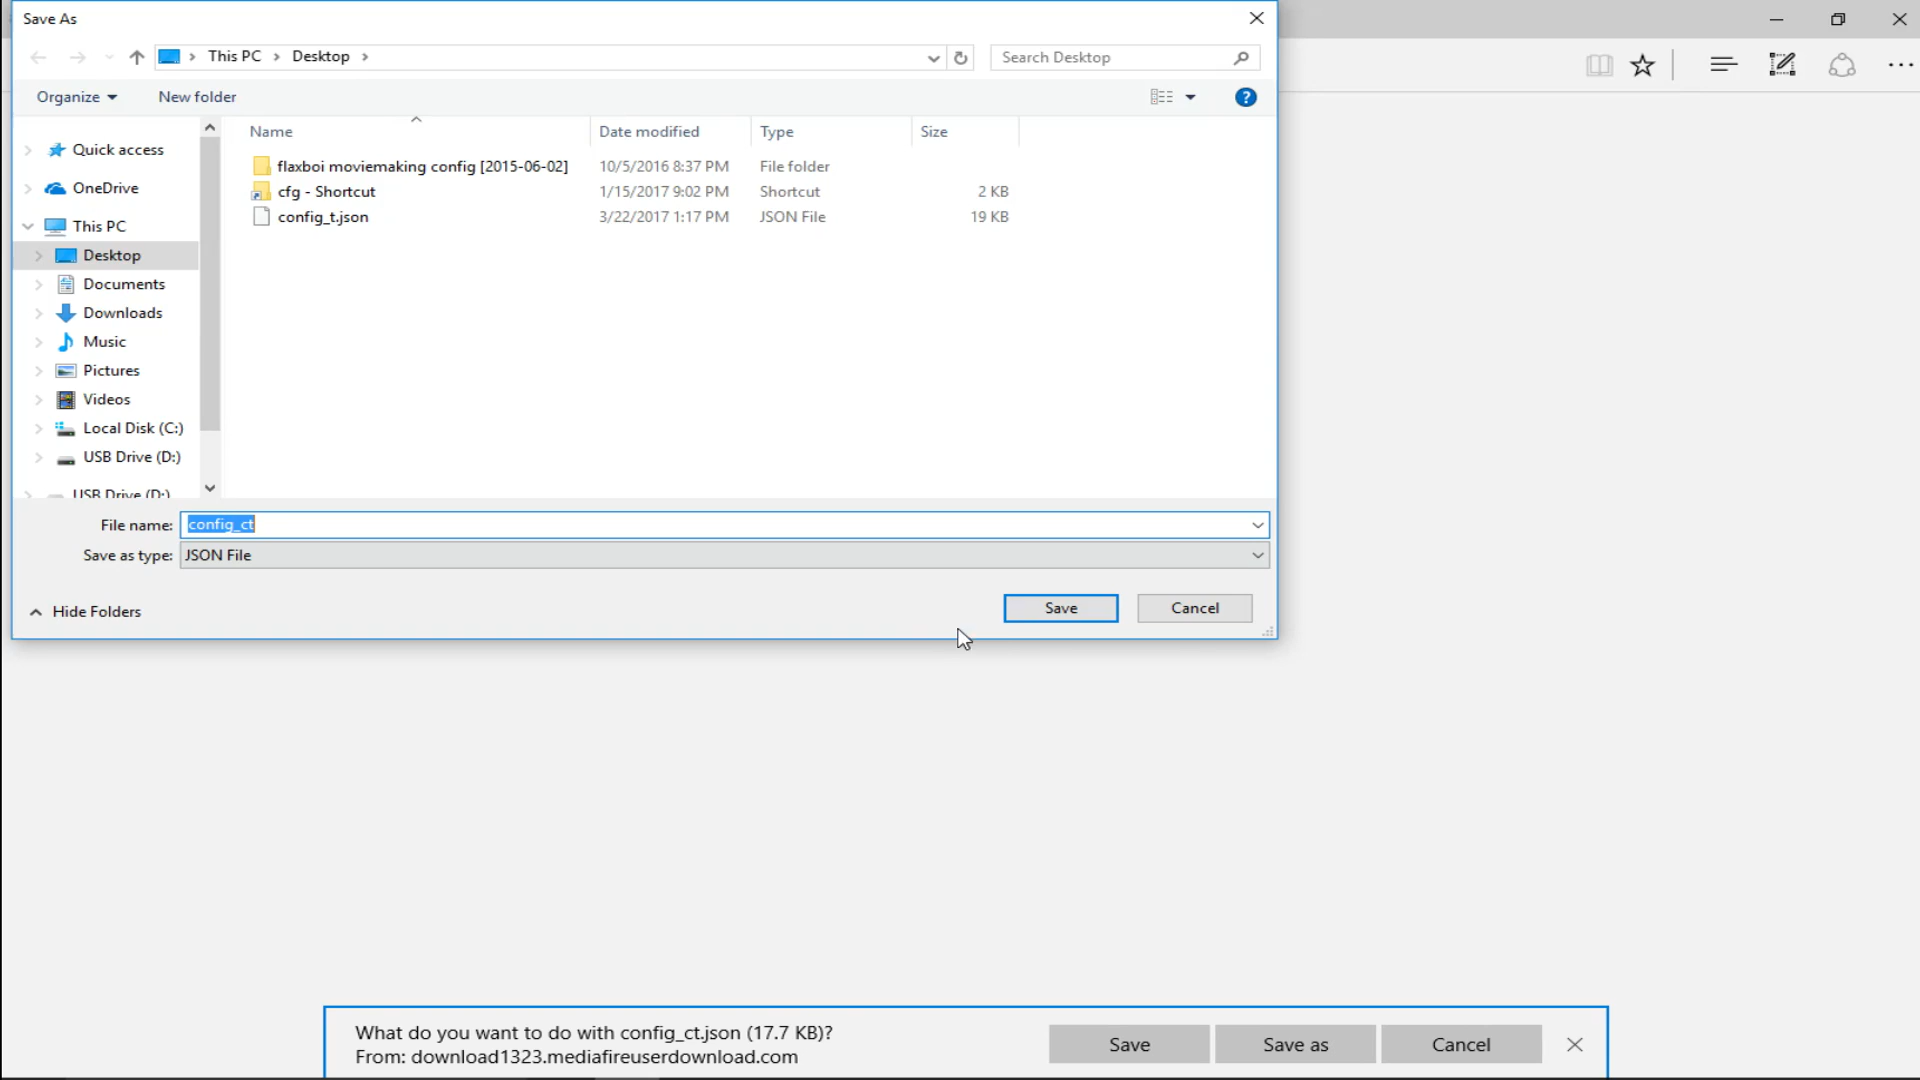 Save As
This PC
Desktop
Search Desktop
Organize
New folder
?
Name
Date modified
Type
Size
flaxboi moviemaking config [2015-06-02]
10/5/2016 8:37 PM
File folder
cfg - Shortcut
1/15/2017 9:02 PM
Shortcut
2 KB
config_t.json
3/22/2017 1:17 PM
JSON File
19 KB
Quick access
OneDrive
This PC
Desktop
Documents
Downloads
Music
Pictures
Videos
Local Disk (C:)
USB Drive (D:)
USB Drive (D:)
File name:
config_ct
Save as type:
JSON File
Hide Folders
Save
Cancel
What do you want to do with config_ct.json (17.7 KB)?
From: download1323.mediafireuserdownload.com
Save
Save as
Cancel